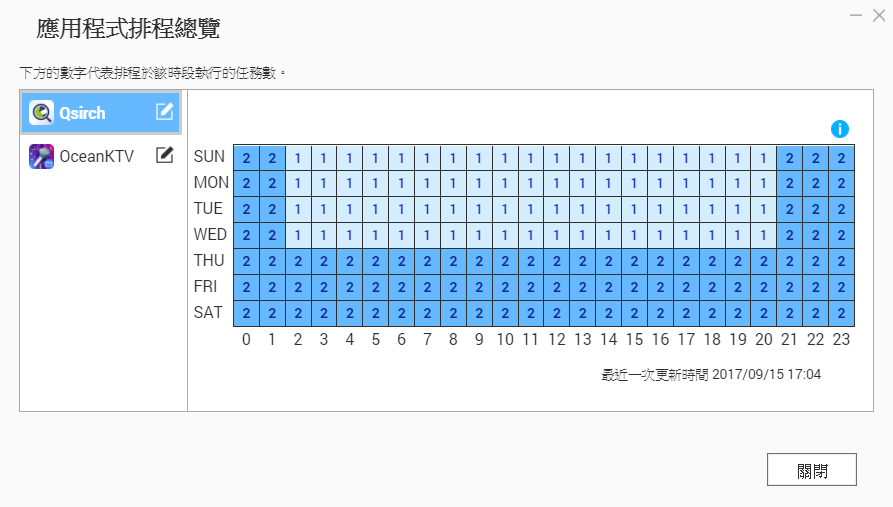 應用程式排程總覽
下方的數字代表排程於該時段執行的任務數。
Qsirch
OceanKTV
SUN 2 2 1 1 1 1 1 1 1 1 1 1 1 1 1 1 1 1 1 1 1 2 2 2
MON 2 2 1 1 1 1 1 1 1 1 1 1 1 1 1 1 1 1 1 1 1 2 2 2
TUE 2 2 1 1 1 1 1 1 1 1 1 1 1 1 1 1 1 1 1 1 1 2 2 2
WED 2 2 1 1 1 1 1 1 1 1 1 1 1 1 1 1 1 1 1 1 1 2 2 2
THU 2 2 2 2 2 2 2 2 2 2 2 2 2 2 2 2 2 2 2 2 2 2 2 2
FRI 2 2 2 2 2 2 2 2 2 2 2 2 2 2 2 2 2 2 2 2 2 2 2 2
SAT 2 2 2 2 2 2 2 2 2 2 2 2 2 2 2 2 2 2 2 2 2 2 2 2
0 1 2 3 4 5 6 7 8 9 10 11 12 13 14 15 16 17 18 19 20 21 22 23
最近一次更新時間 2017/09/15 17:04
關閉